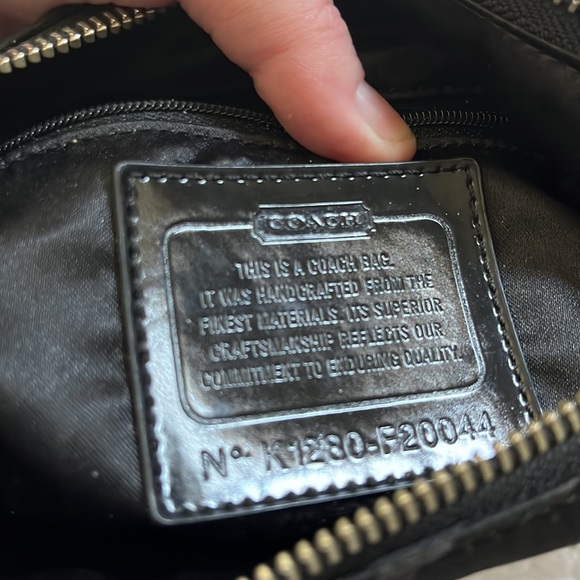 COACH
THIS IS A COACH BAG.
IT WAS HANDCRAFTED FROM THE
FINEST MATERIALS. ITS SUPERIOR
CRAFTSMANSHIP REFLECTS OUR
COMMITMENT TO ENDURING QUALITY.
Nº· K1280-F20044